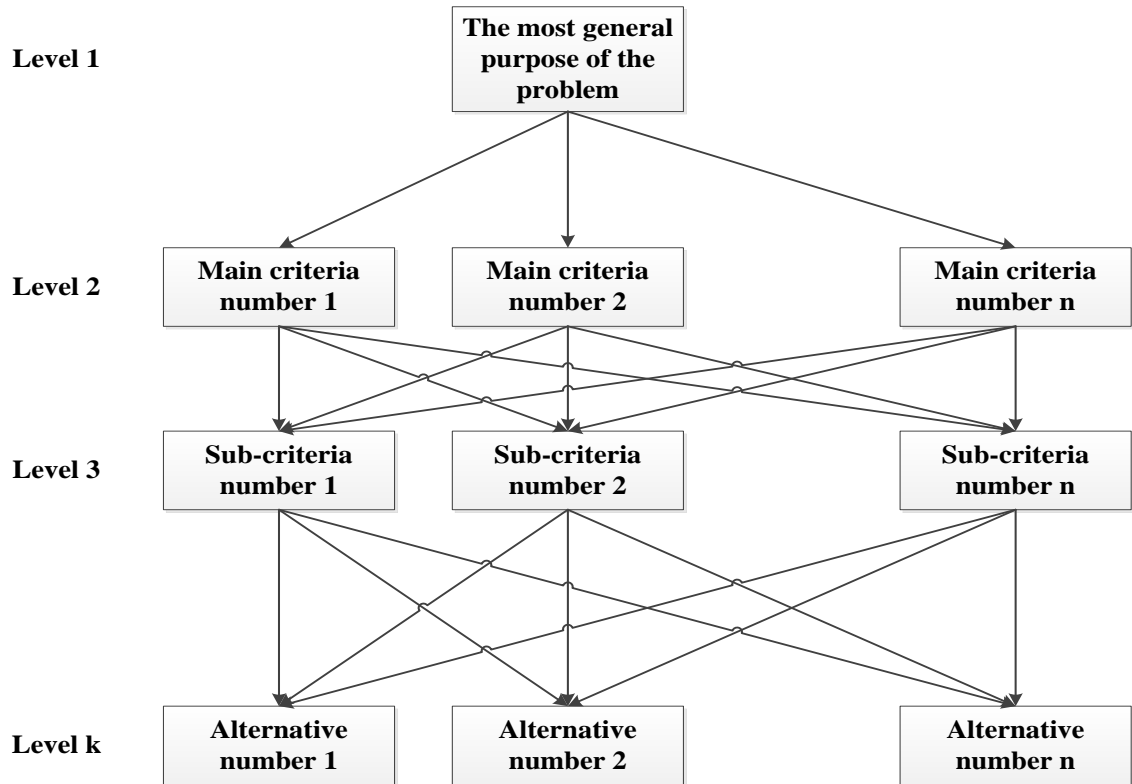 The most general
Level 1
purpose of the
problem
Main criteria
number 1
Main criteria
number 2
Main criteria
number n
Level 2
Sub-criteria
number 1
Sub-criteria
number 2
Sub-criteria
number n
Level 3
Alternative
number 1
Alternative
number 2
Alternative
number n
Level k